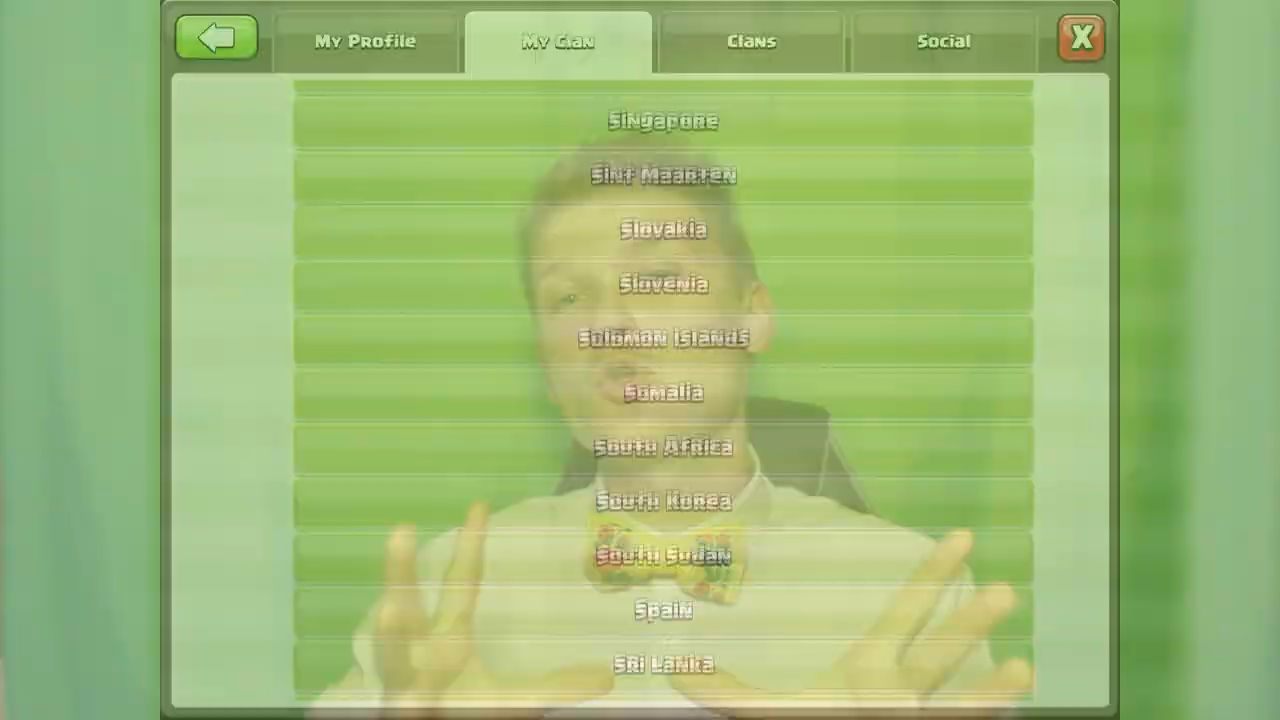 My Profile
My Clan
Clans
Social
X
Singapore
Sint Maarten
Slovakia
Slovenia
Solomon Islands
Somalia
South Africa
South Korea
South Sudan
Spain
Sri Lanka